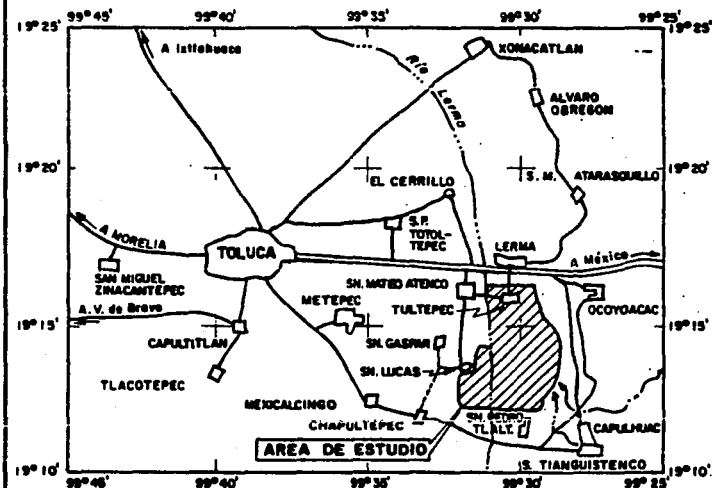 99°45'
99°40'
99°35'
99°30'
99°25'
19°25'
19°25'
A Ixtlahuaca
XONACATLAN
Río
Lerma
ALVARO
OBREGON
19°20'
19°20'
EL CERRILLO
S. M. ATARASQUILLO
S.P.
TOTOL-
TEPEC
A MORELIA
TOLUCA
LERMA
A México
SAN MIGUEL
ZINACANTEPEC
SN. MATEO ATENCO
METEPEC
TULTEPEC
OCOYOACAC
A.V. de Bravo
19°15'
19°15'
CAPULTITLAN
SN. GASPAR
TLACOTEPEC
SN. LUCAS
MEXICALCINGO
CHAPULTEPEC
SN. PEDRO
TLALT.
CAPULHUAC
AREA DE ESTUDIO
S. TIANGUISTENCO
19°10'
19°10'
99°45'
99°40'
99°35'
99°30'
99°25'